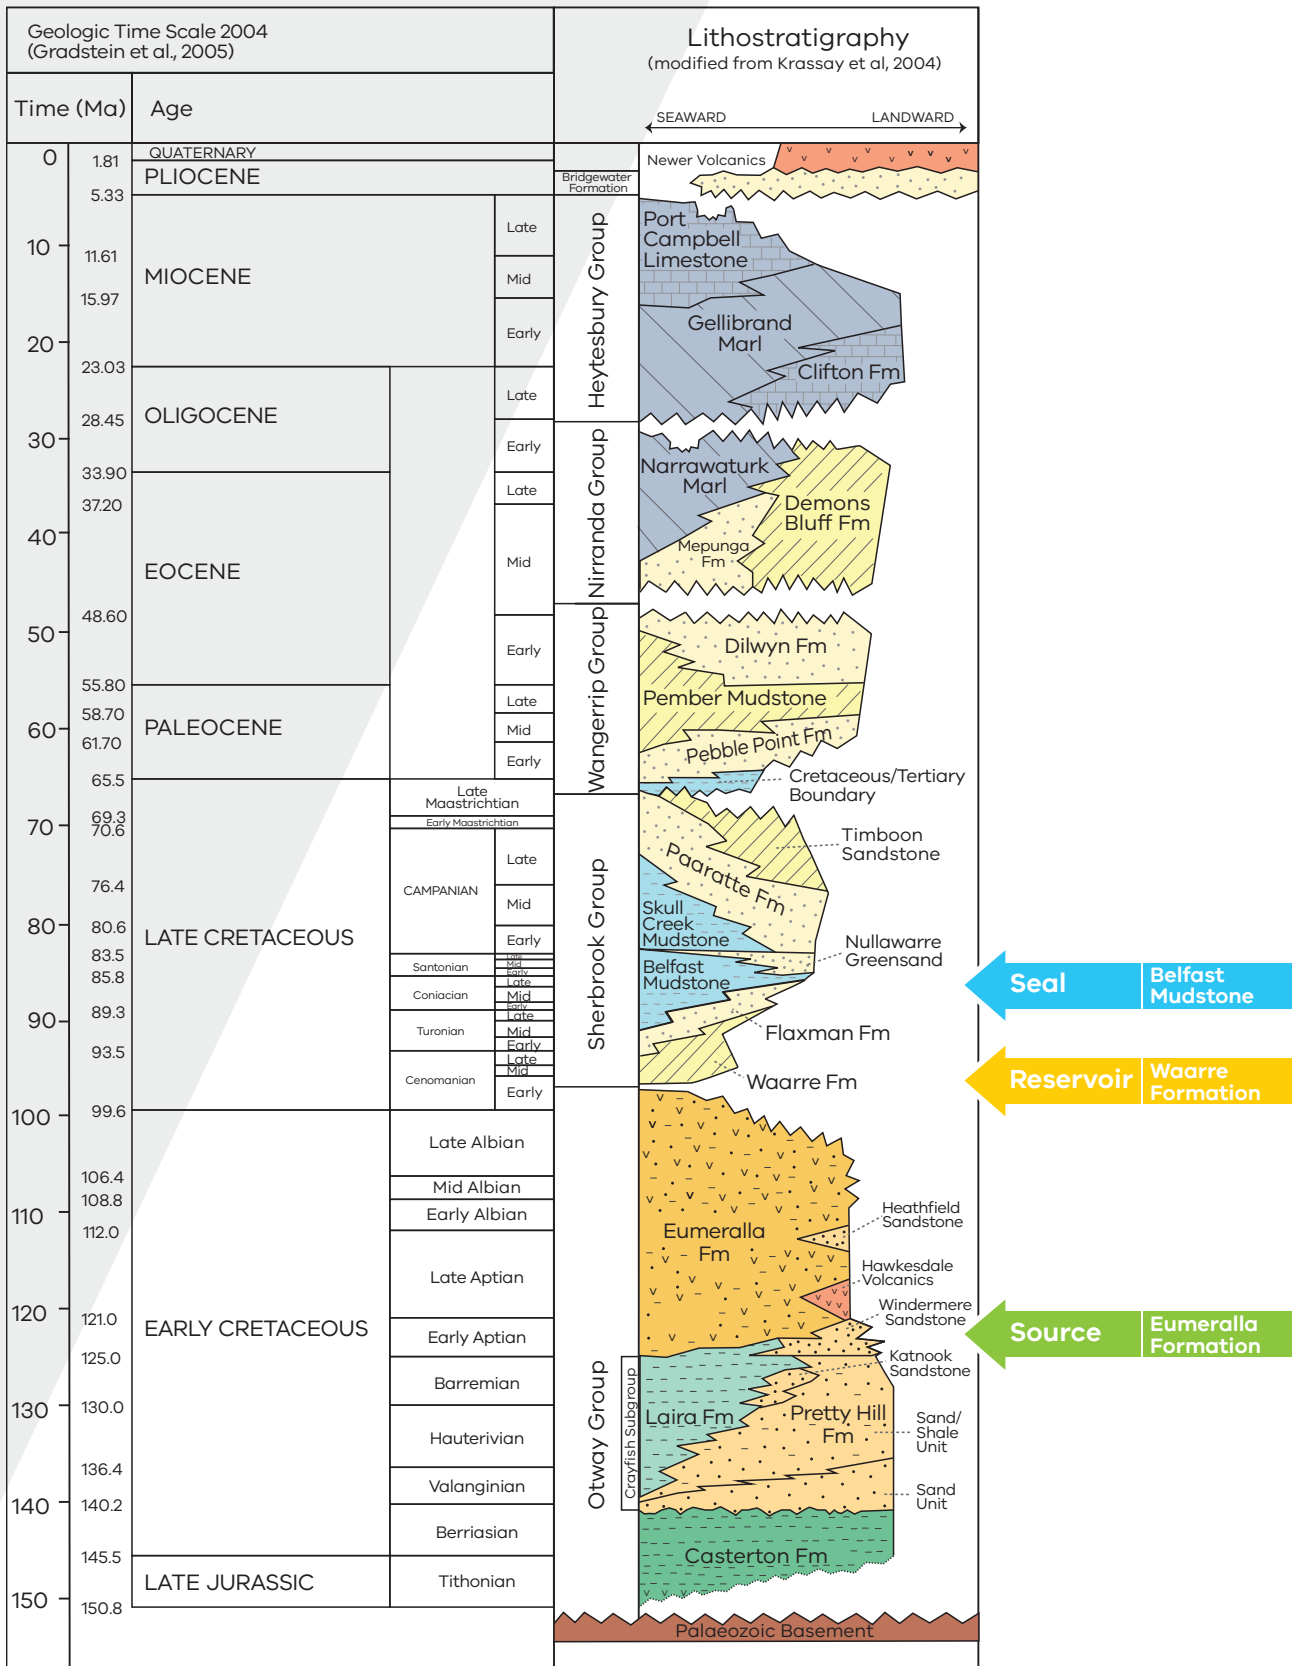 Geologic Time Scale 2004
(Gradstein et al., 2005)
Lithostratigraphy
(modified from Krassay et al, 2004)
Time (Ma)
Age
SEAWARD
LANDWARD
0
10
20
30
40
50
60
70
80
90
100
110
120
130
140
150
1.81
5.33
11.61
15.97
23.03
28.45
33.90
37.20
48.60
55.80
58.70
61.70
65.5
69.3
70.6
76.4
80.6
83.5
85.8
89.3
93.5
99.6
106.4
108.8
112.0
121.0
125.0
130.0
136.4
140.2
145.5
150.8
QUATERNARY
PLIOCENE
MIOCENE
Late
Mid
Early
OLIGOCENE
Late
Early
EOCENE
Late
Mid
Early
PALEOCENE
Late
Mid
Early
LATE CRETACEOUS
Late
Maastrichtian
Early Maastrichtian
CAMPANIAN
Late
Mid
Early
Santonian
Late
Mid
Early
Coniacian
Late
Mid
Early
Turonian
Late
Mid
Early
Cenomanian
Late
Mid
Early
EARLY CRETACEOUS
Late Albian
Mid Albian
Early Albian
Late Aptian
Early Aptian
Barremian
Hauterivian
Valanginian
Berriasian
LATE JURASSIC
Tithonian
Bridgewater
Formation
Heytesbury Group
Nirranda Group
Wangerrip Group
Sherbrook Group
Otway Group
Crayfish Subgroup
Newer Volcanics
Port
Campbell
Limestone
Gellibrand
Marl
Clifton Fm
Narrawaturk
Marl
Demons
Bluff Fm
Mepunga
Fm
Dilwyn Fm
Pember Mudstone
Pebble Point Fm
Cretaceous/Tertiary
Boundary
Timboon
Sandstone
Paaratte Fm
Skull
Creek
Mudstone
Nullawarre
Greensand
Belfast
Mudstone
Flaxman Fm
Waarre Fm
Eumeralla
Fm
Heathfield
Sandstone
Hawkesdale
Volcanics
Windermere
Sandstone
Katnook
Sandstone
Laira Fm
Pretty Hill
Fm
Sand/
Shale
Unit
Sand
Unit
Casterton Fm
Palaeozoic Basement
Seal
Belfast
Mudstone
Reservoir
Waarre
Formation
Source
Eumeralla
Formation